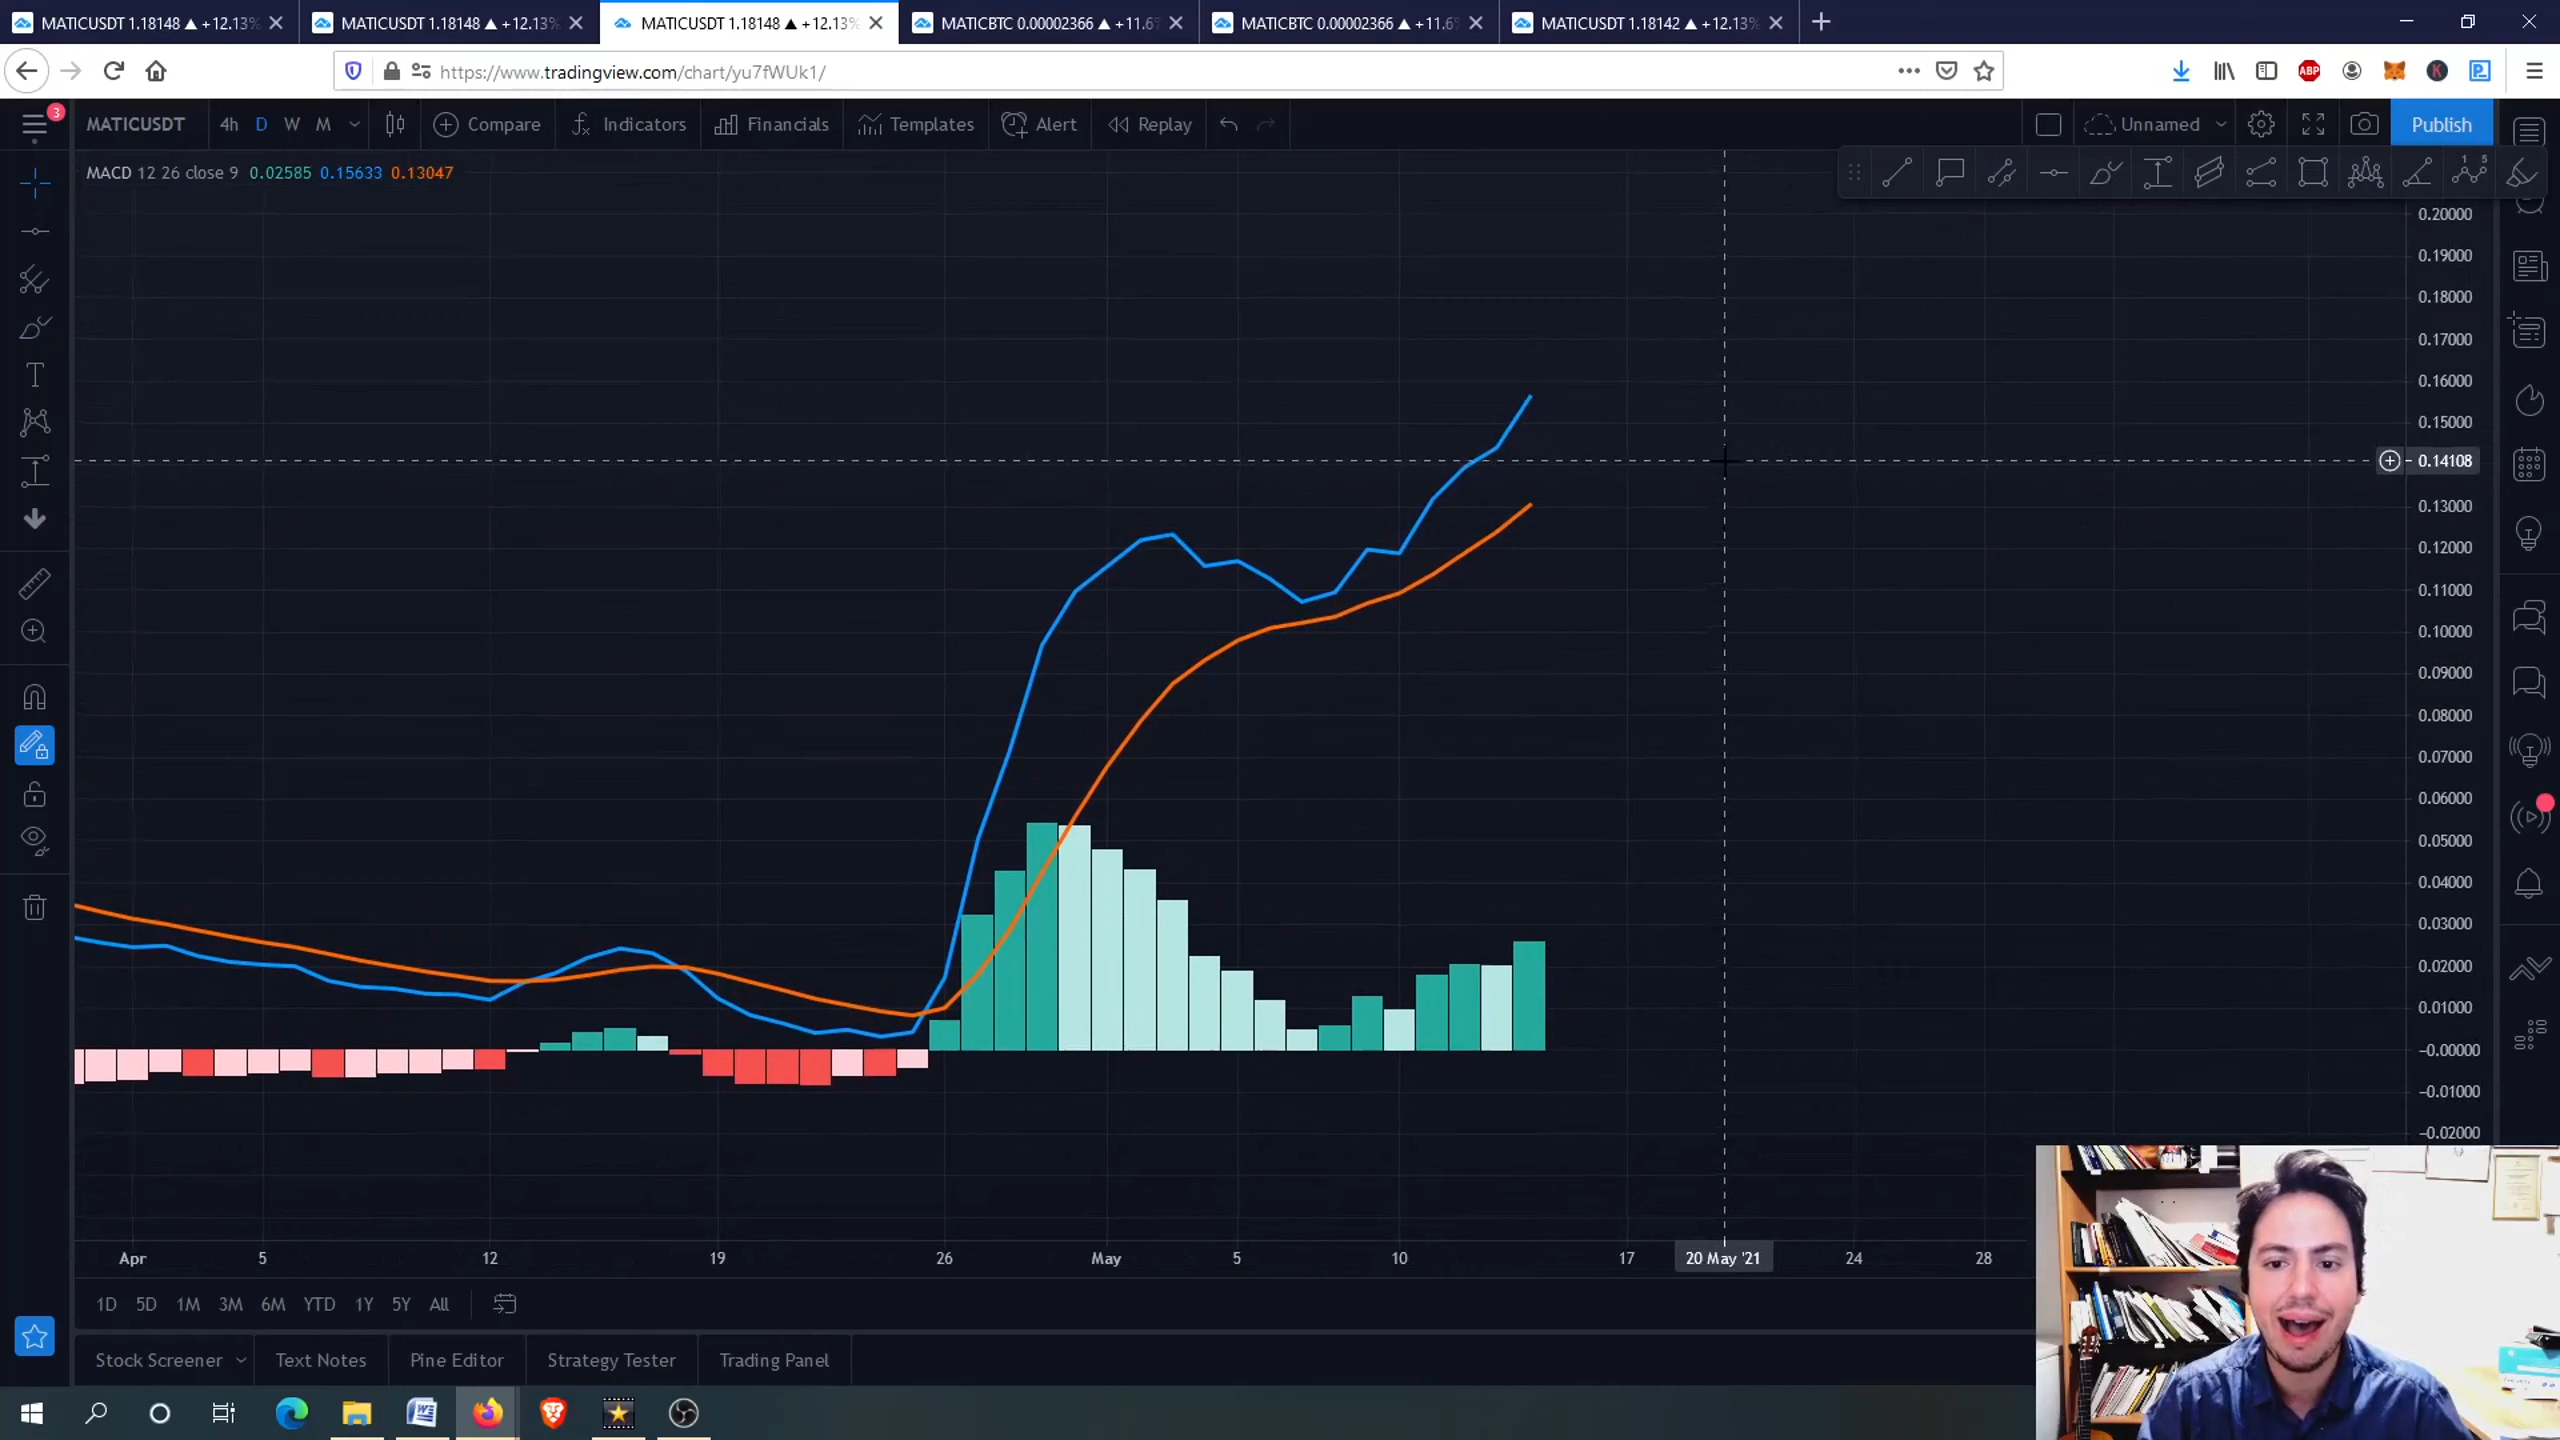 MATICUSDT 1.18148 ▲ +12.13%
MATICUSDT 1.18148 ▲ +12.13%
MATICUSDT 1.18148 ▲ +12.13%
MATICBTC 0.00002366 ▲ +11.6
MATICBTC 0.00002366 ▲ +11.6
MATICUSDT 1.18142 ▲ +12.13%
https://www.tradingview.com/chart/yu7fWUk1/
ABP
K
3
MATICUSDT 4h D W M Compare Indicators Financials Templates Alert Replay Unnamed Publish
MACD 12 26 close 9 0.02585 0.15633 0.13047
0.20000
0.19000
0.18000
0.17000
0.16000
0.15000
0.14108
0.13000
0.12000
0.11000
0.10000
0.09000
0.08000
0.07000
0.06000
0.05000
0.04000
0.03000
0.02000
0.01000
−0.00000
−0.01000
−0.02000
Apr 5 12 19 26 May 5 10 17 20 May '21 24 28
1D 5D 1M 3M 6M YTD 1Y 5Y All
Stock Screener Text Notes Pine Editor Strategy Tester Trading Panel